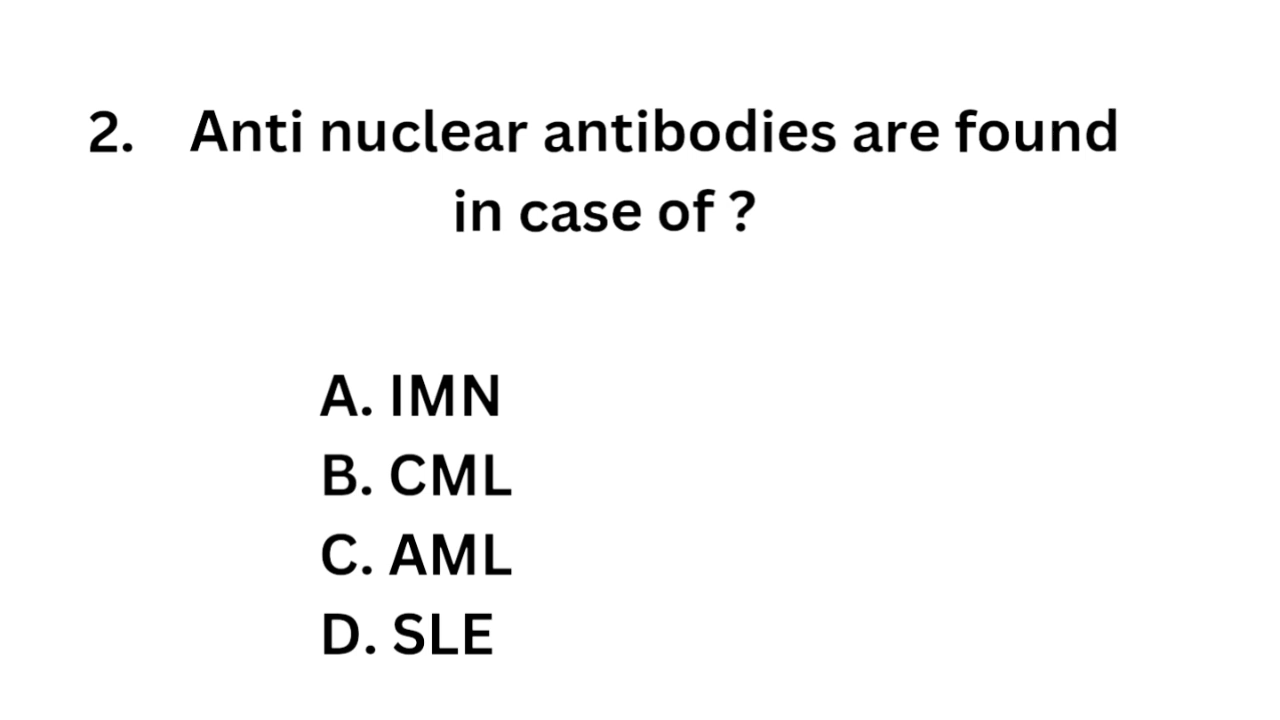 2. Anti nuclear antibodies are found
in case of ?
A. IMN
B. CML
C. AML
D. SLE